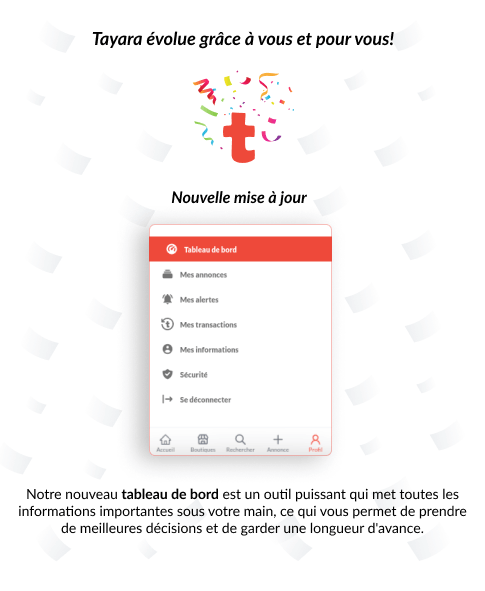 Tayara évolue grâce à vous et pour vous!
t
Nouvelle mise à jour
Tableau de bord
Mes annonces
Mes alertes
Mes transactions
Mes informations
Sécurité
Se déconnecter
Accueil Boutiques Rechercher Annonce Profil
Notre nouveau tableau de bord est un outil puissant qui met toutes les
informations importantes sous votre main, ce qui vous permet de prendre
de meilleures décisions et de garder une longueur d'avance.